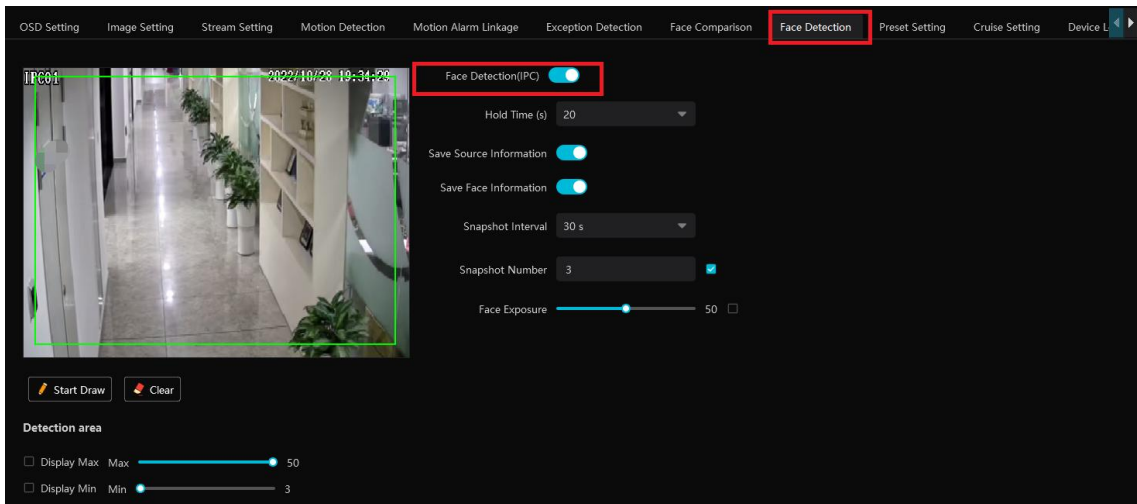 OSD Setting Image Setting Stream Setting Motion Detection Motion Alarm Linkage Exception Detection Face Comparison Face Detection Preset Setting Cruise Setting Device L
IPC01 2022/10/28 19:34:29
Face Detection(IPC)
Hold Time (s) 20
Save Source Information
Save Face Information
Snapshot Interval 30 s
Snapshot Number 3
Face Exposure 50
Start Draw Clear
Detection area
Display Max Max 50
Display Min Min 3